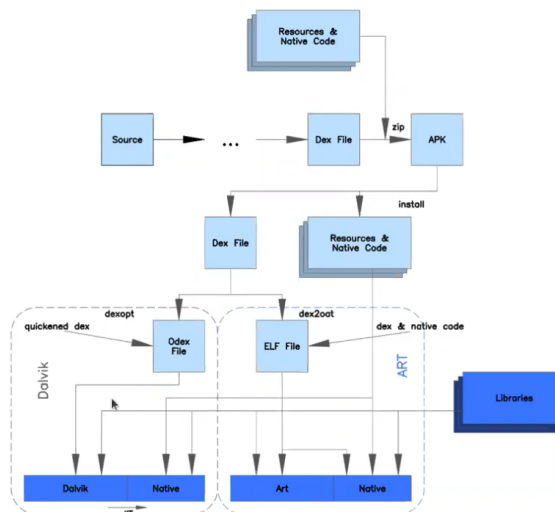 Resources &
Native Code
Source
...
Dex File
zip
APK
install
Dex File
Resources &
Native Code
dexopt
dex2oat
quickened dex
Odex
File
ELF File
dex & native code
Dalvik
ART
Libraries
Dalvik
Native
Art
Native